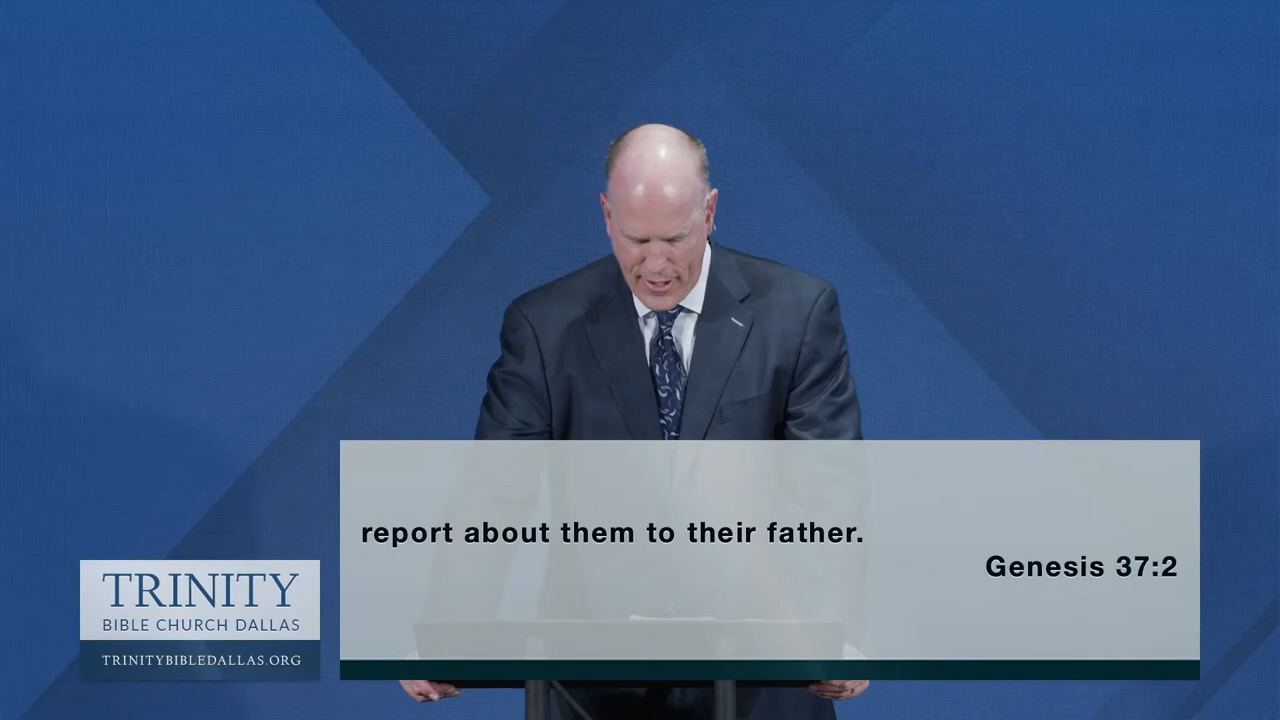 report about them to their father.
Genesis 37:2
TRINITY
BIBLE CHURCH DALLAS
TRINITYBIBLEDALLAS.ORG